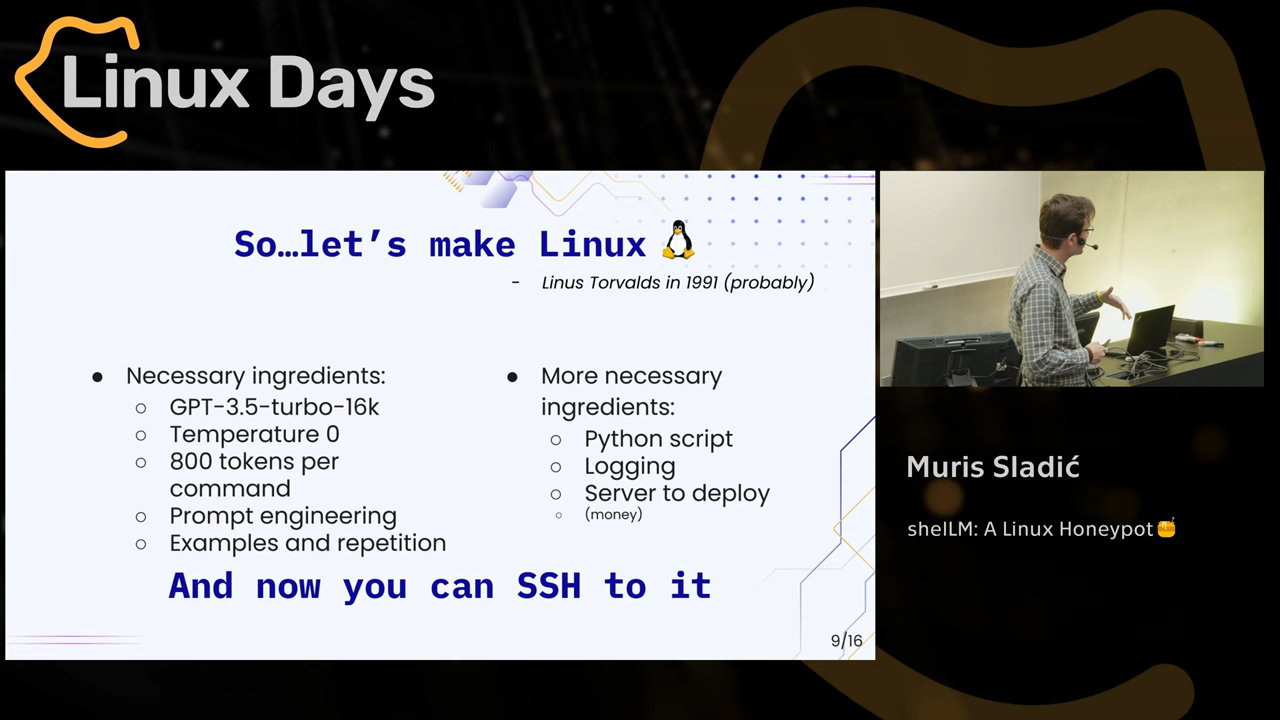 Linux Days
So…let’s make Linux 🐧
- Linus Torvalds in 1991 (probably)
● Necessary ingredients:
○ GPT-3.5-turbo-16k
○ Temperature 0
○ 800 tokens per
command
○ Prompt engineering
○ Examples and repetition
● More necessary
ingredients:
○ Python script
○ Logging
○ Server to deploy
○ (money)
And now you can SSH to it
9/16
Muris Sladić
shelLM: A Linux Honeypot🍯